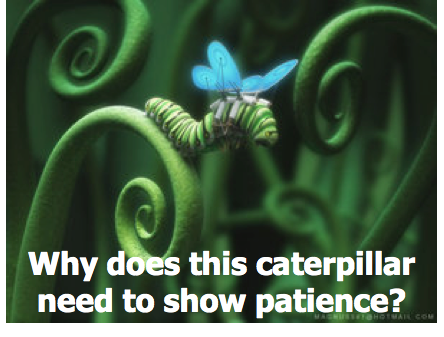 Why does this caterpillar
need to show patience?